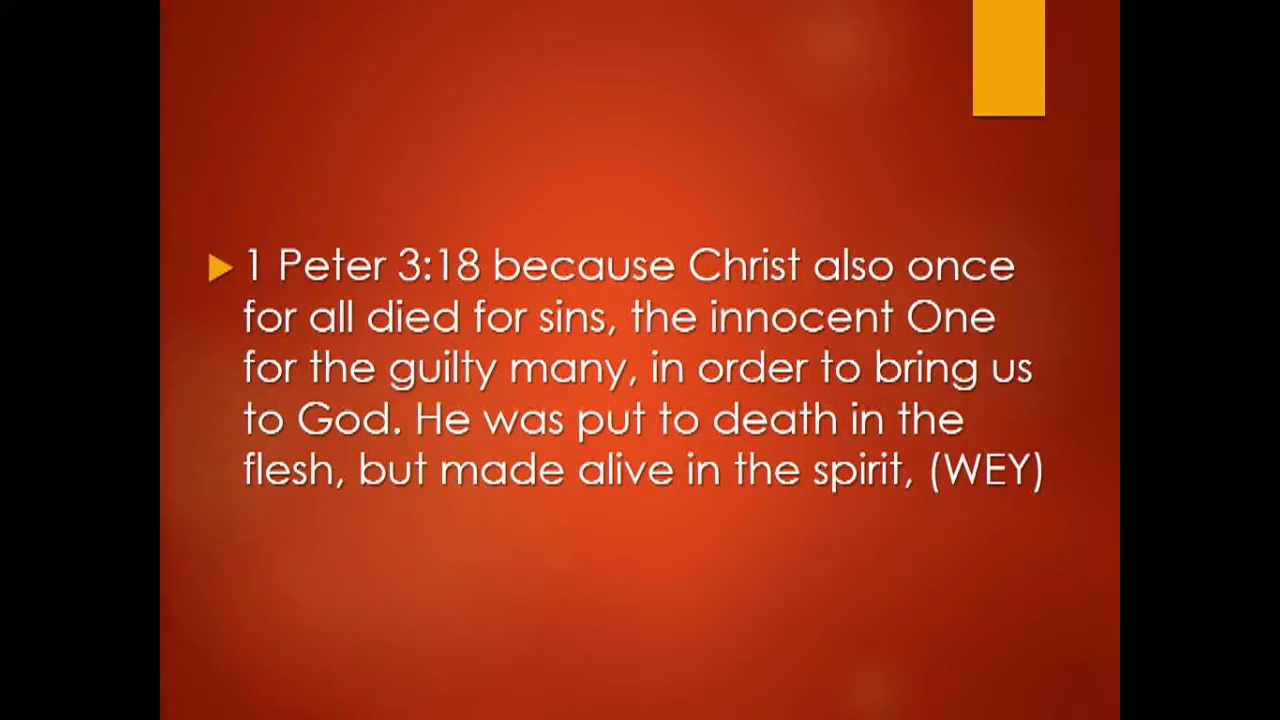 1 Peter 3:18 because Christ also once
for all died for sins, the innocent One
for the guilty many, in order to bring us
to God. He was put to death in the
flesh, but made alive in the spirit, (WEY)